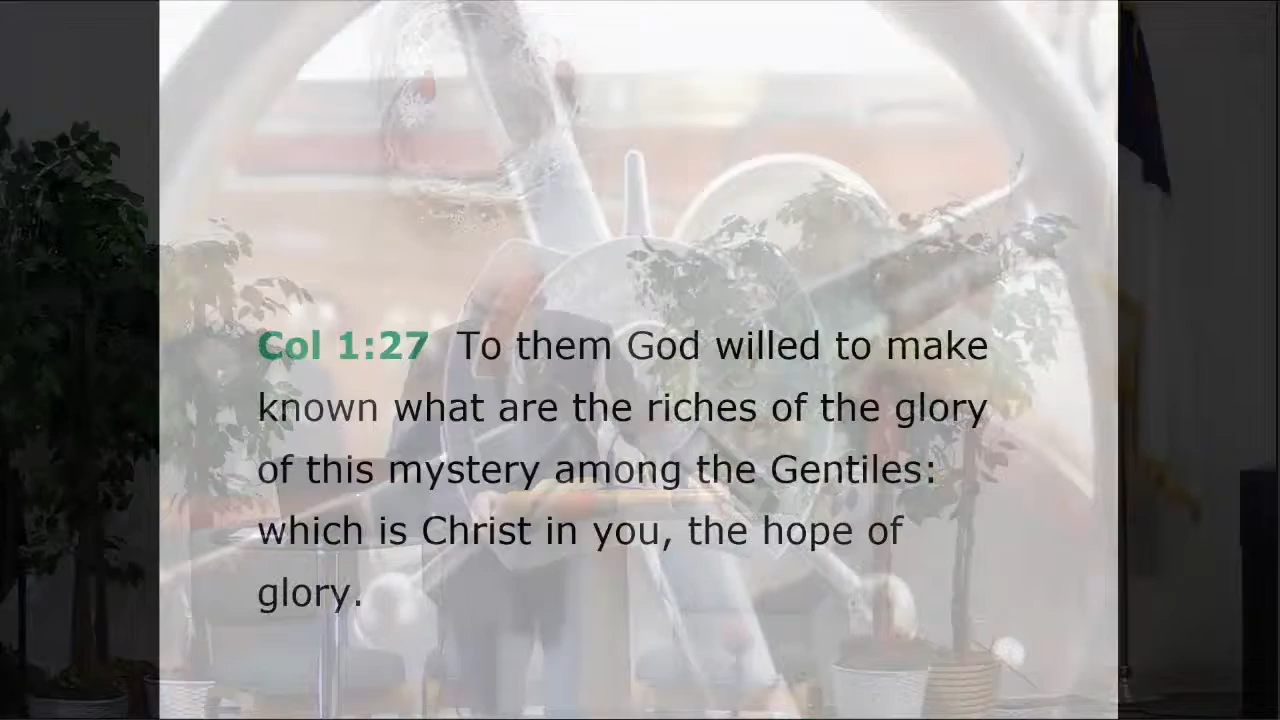 Col 1:27 To them God willed to make
known what are the riches of the glory
of this mystery among the Gentiles:
which is Christ in you, the hope of
glory.